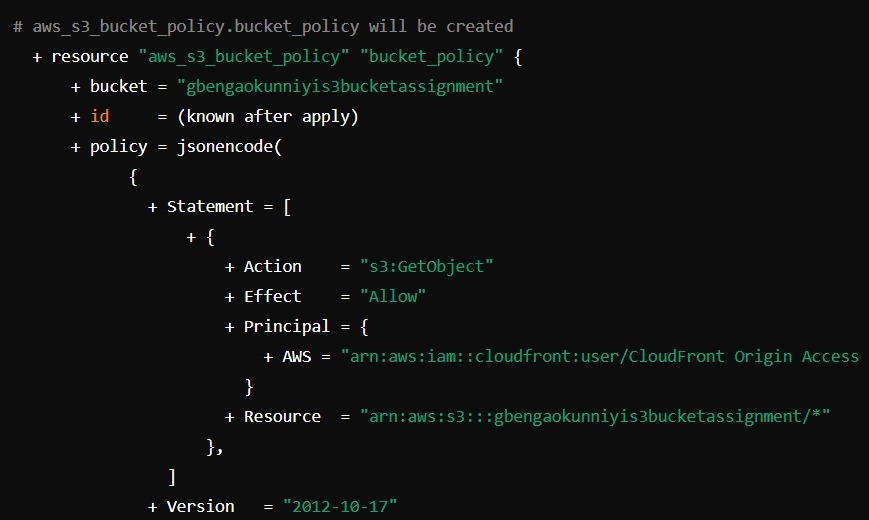 # aws_s3_bucket_policy.bucket_policy will be created
+ resource "aws_s3_bucket_policy" "bucket_policy" {
+ bucket = "gbengaokunniyis3bucketassignment"
+ id     = (known after apply)
+ policy = jsonencode(
{
+ Statement = [
+ {
+ Action    = "s3:GetObject"
+ Effect    = "Allow"
+ Principal = {
+ AWS = "arn:aws:iam::cloudfront:user/CloudFront Origin Access
}
+ Resource  = "arn:aws:s3:::gbengaokunniyis3bucketassignment/*"
},
]
+ Version   = "2012-10-17"